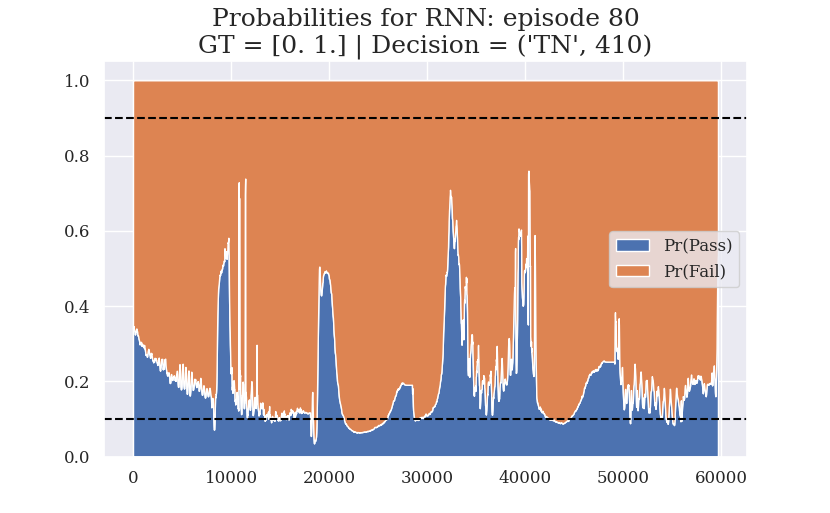 Probabilities for RNN: episode 80
GT = [0. 1.] | Decision = ('TN', 410)
1.0
0.8
0.6
0.4
0.2
0.0
Pr(Pass)
Pr(Fail)
0 10000 20000 30000 40000 50000 60000